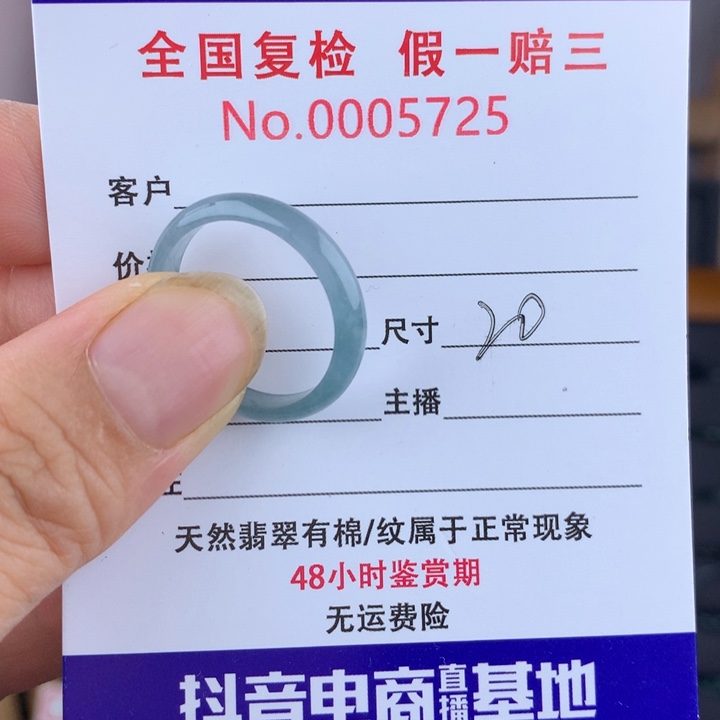 全国复检 假一赔三
No.0005725
客户
价
尺寸 20
主播
天然翡翠有棉/纹属于正常现象
48小时鉴赏期
无运费险
抖音电商直播基地